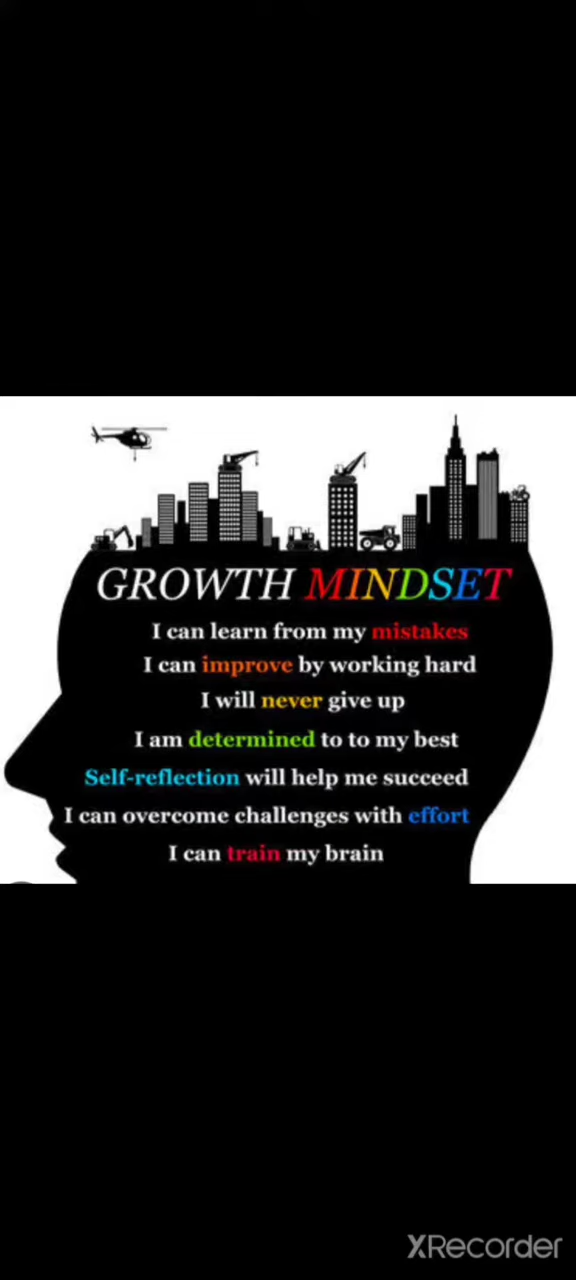 GROWTH MINDSET
I can learn from my mistakes
I can improve by working hard
I will never give up
I am determined to to my best
Self-reflection will help me succeed
I can overcome challenges with effort
I can train my brain
XRecorder